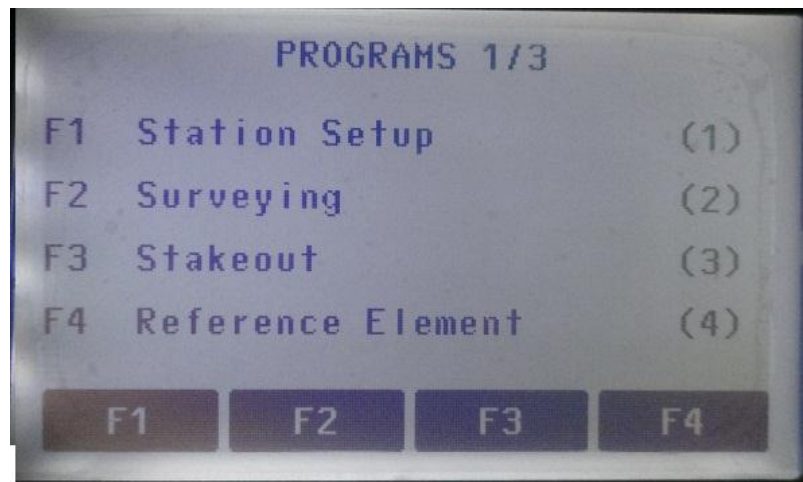 PROGRAMS 1/3
F1 Station Setup (1)
F2 Surveying (2)
F3 Stakeout (3)
F4 Reference Element (4)
F1 F2 F3 F4